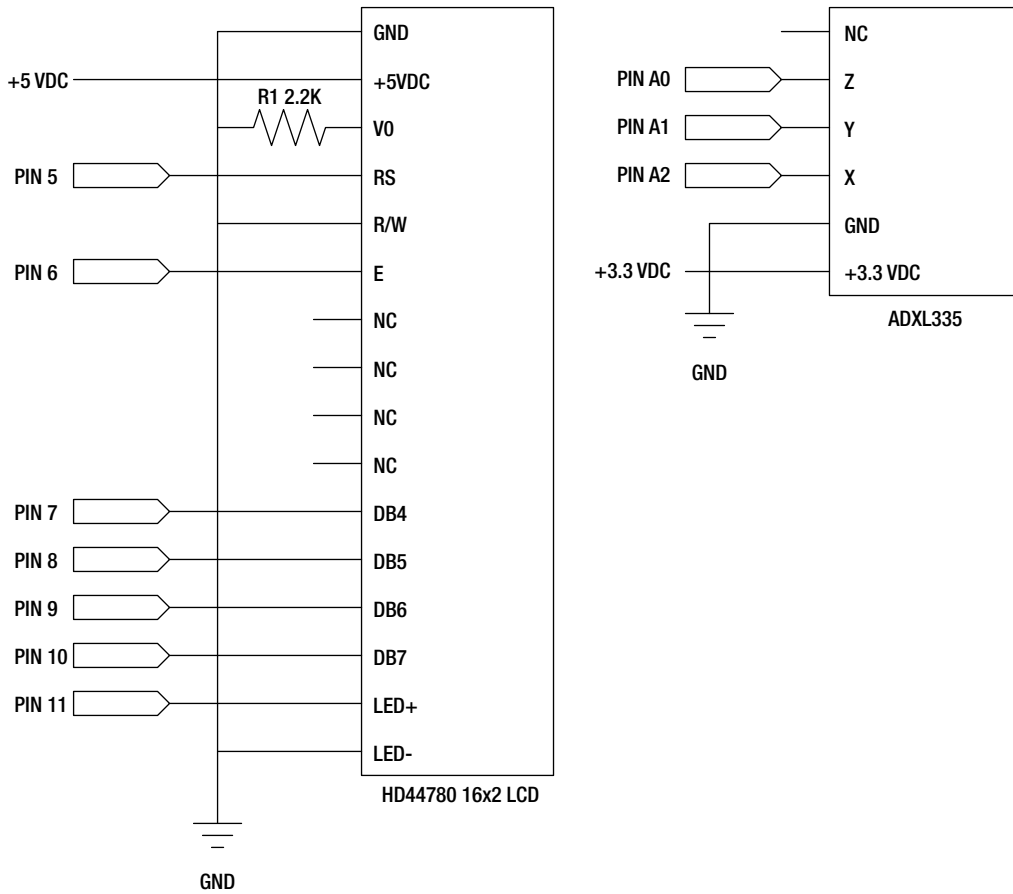 GND
+5 VDC
+5VDC
R1 2.2K
V0
PIN 5
RS
R/W
PIN 6
E
NC
NC
NC
NC
PIN 7
DB4
PIN 8
DB5
PIN 9
DB6
PIN 10
DB7
PIN 11
LED+
LED-
HD44780 16x2 LCD
GND
NC
PIN A0
Z
PIN A1
Y
PIN A2
X
GND
+3.3 VDC
+3.3 VDC
ADXL335
GND